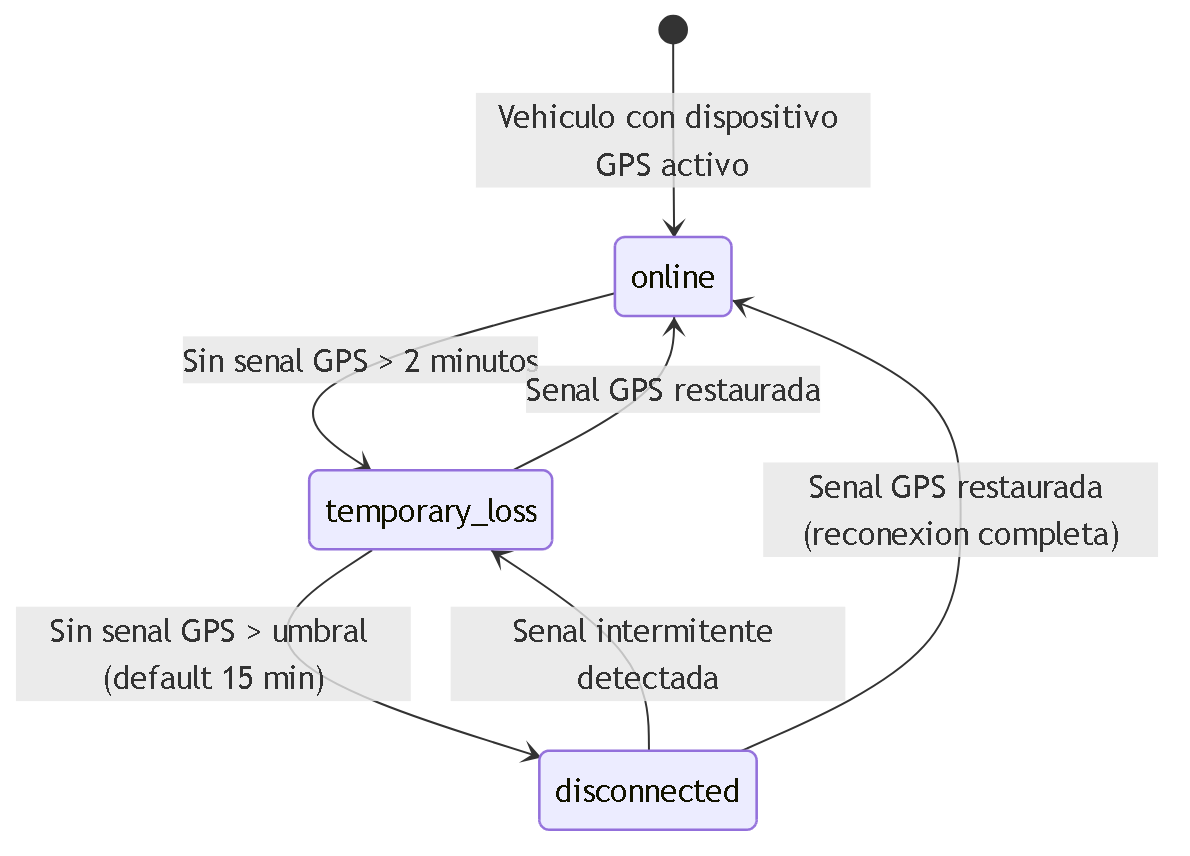 Vehiculo con dispositivo
GPS activo
online
Sin senal GPS > 2 minutos
Senal GPS restaurada
Senal GPS restaurada
(reconexion completa)
temporary_loss
Sin senal GPS > umbral
(default 15 min)
Senal intermitente
detectada
disconnected